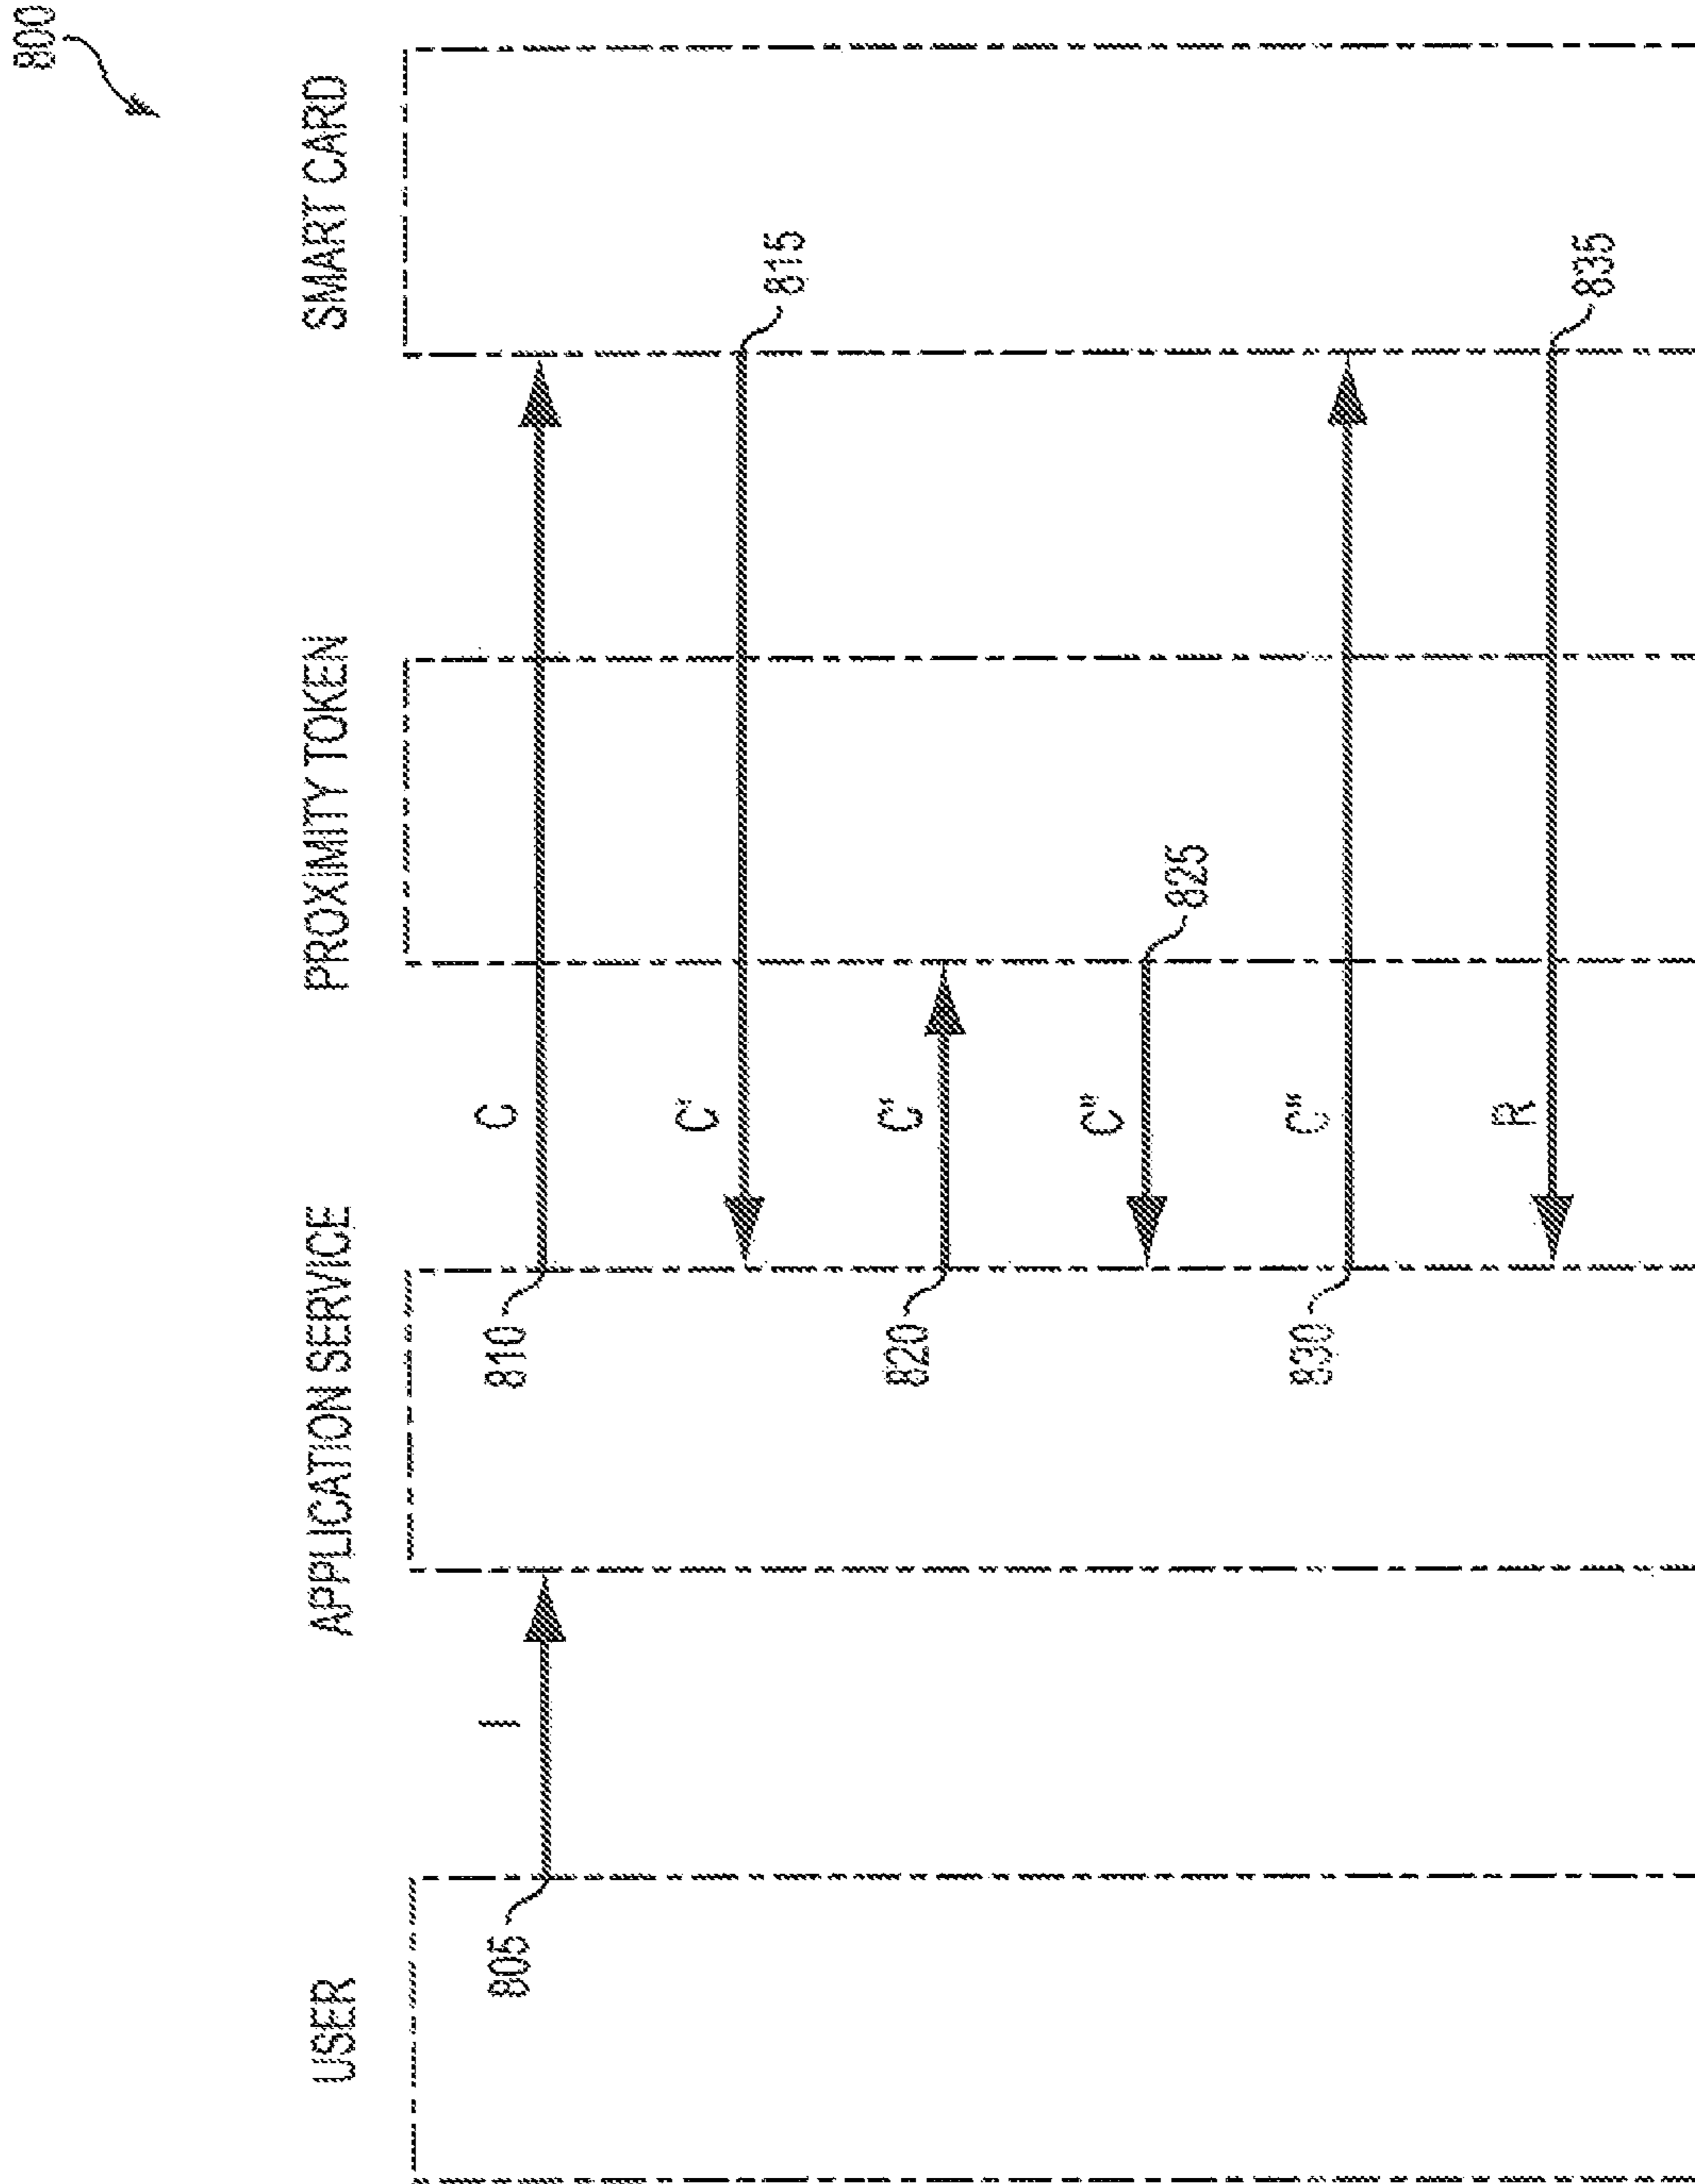 800
USER
APPLICATION SERVICE
PROXIMITY TOKEN
SMART CARD
805
I
810
C
C'
815
820
C'
C"
825
830
C"
R
835